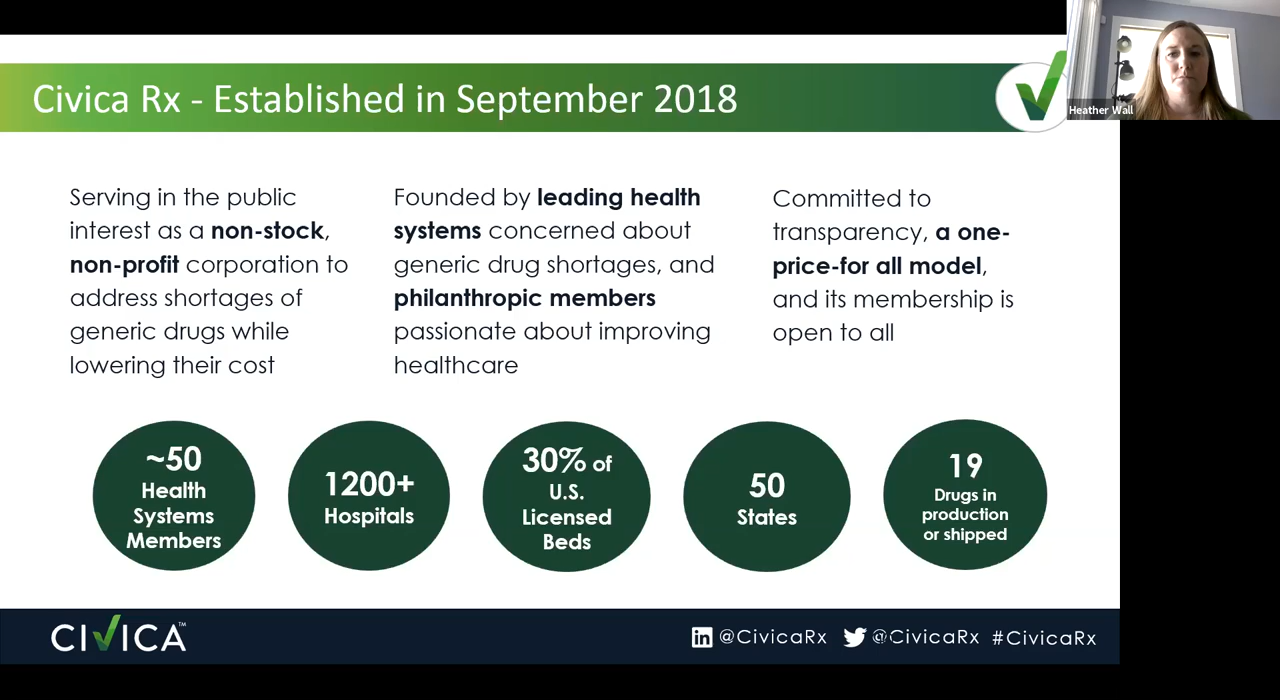 Civica Rx - Established in September 2018
Heather Wall
Serving in the public
interest as a non-stock,
non-profit corporation to
address shortages of
generic drugs while
lowering their cost
Founded by leading health
systems concerned about
generic drug shortages, and
philanthropic members
passionate about improving
healthcare
Committed to
transparency, a one-
price-for all model,
and its membership is
open to all
~50
Health
Systems
Members
1200+
Hospitals
30% of
U.S.
Licensed
Beds
50
States
19
Drugs in
production
or shipped
CIVICA™
in @CivicaRx @CivicaRx #CivicaRx